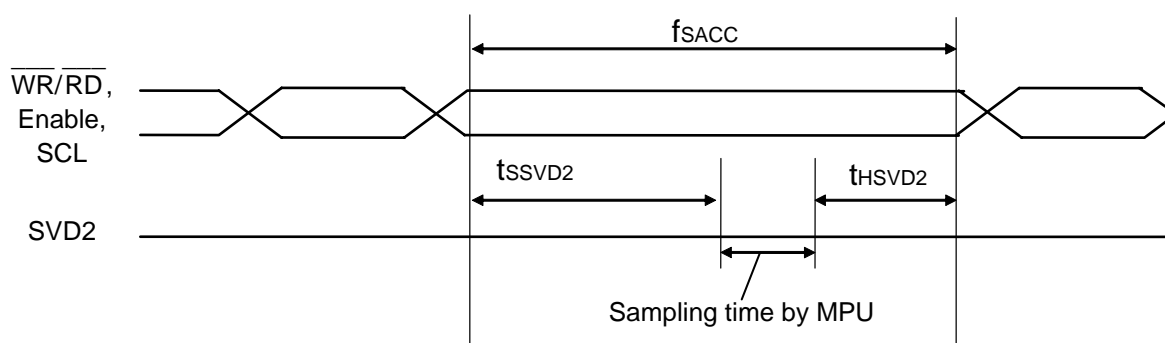 fSACC
WR/RD,
Enable,
SCL
tSSVD2
tHSVD2
SVD2
Sampling time by MPU